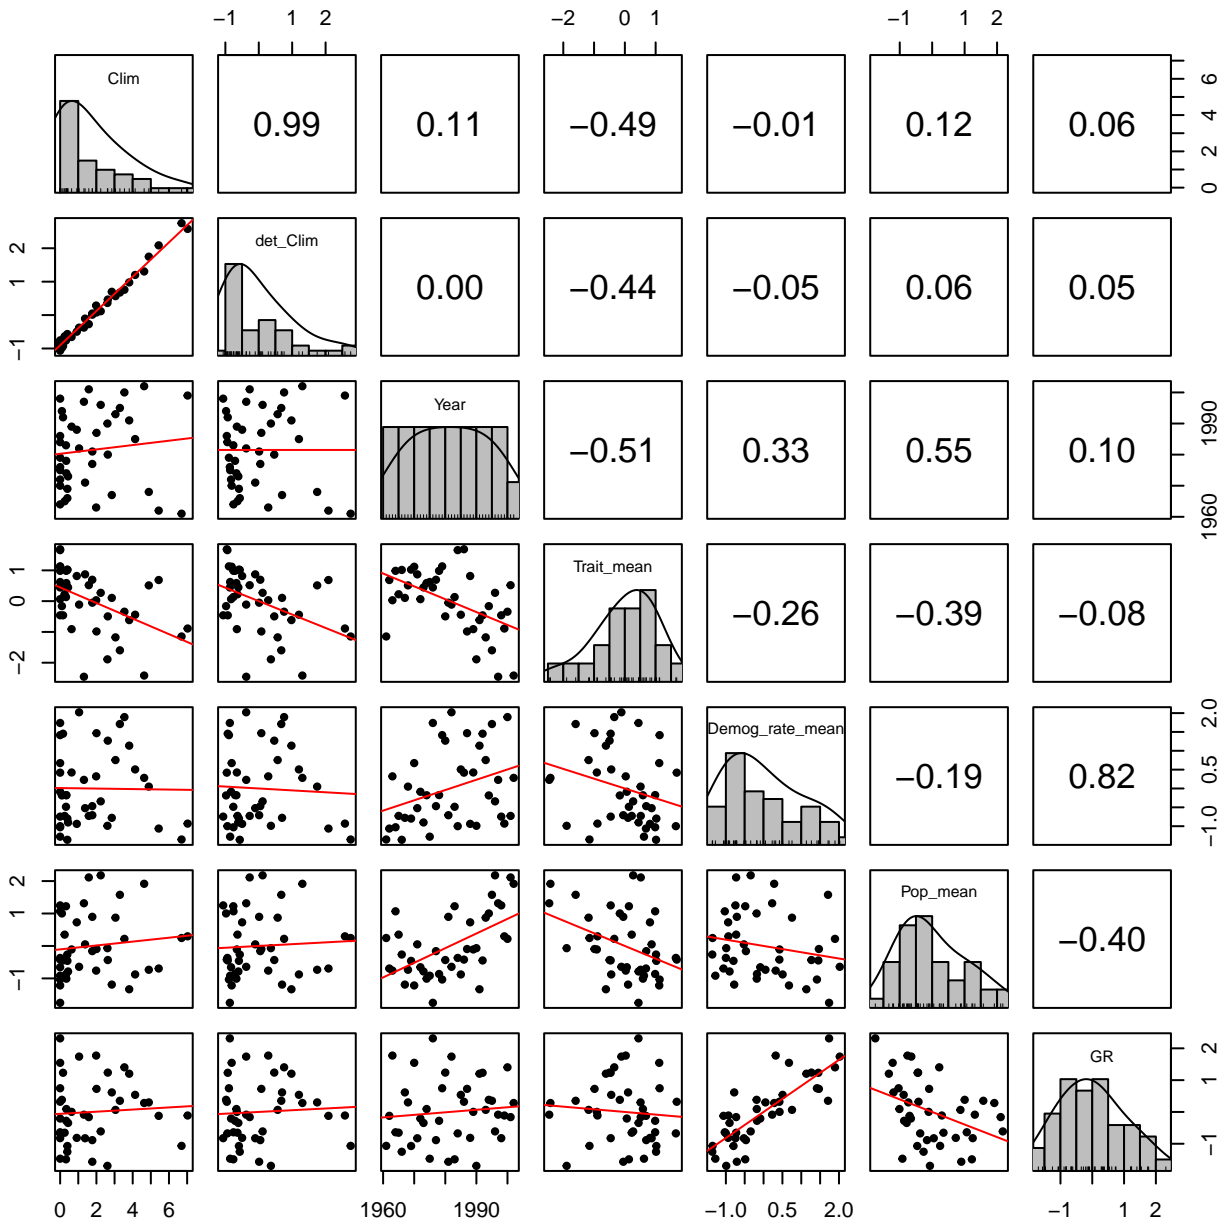 −1 1 2 −2 0 1 −1 1 2
Clim 0.99 0.11 −0.49 −0.01 0.12 0.06 0 2 4 6
−1 1 2 det_Clim 0.00 −0.44 −0.05 0.06 0.05
Year −0.51 0.33 0.55 0.10 1960 1990
−2 0 1 Trait_mean −0.26 −0.39 −0.08
Demog_rate_mean −0.19 0.82 −1.0 0.5 2.0
−1 1 2 Pop_mean −0.40
GR −1 1 2
0 2 4 6 1960 1990 −1.0 0.5 2.0 −1 1 2